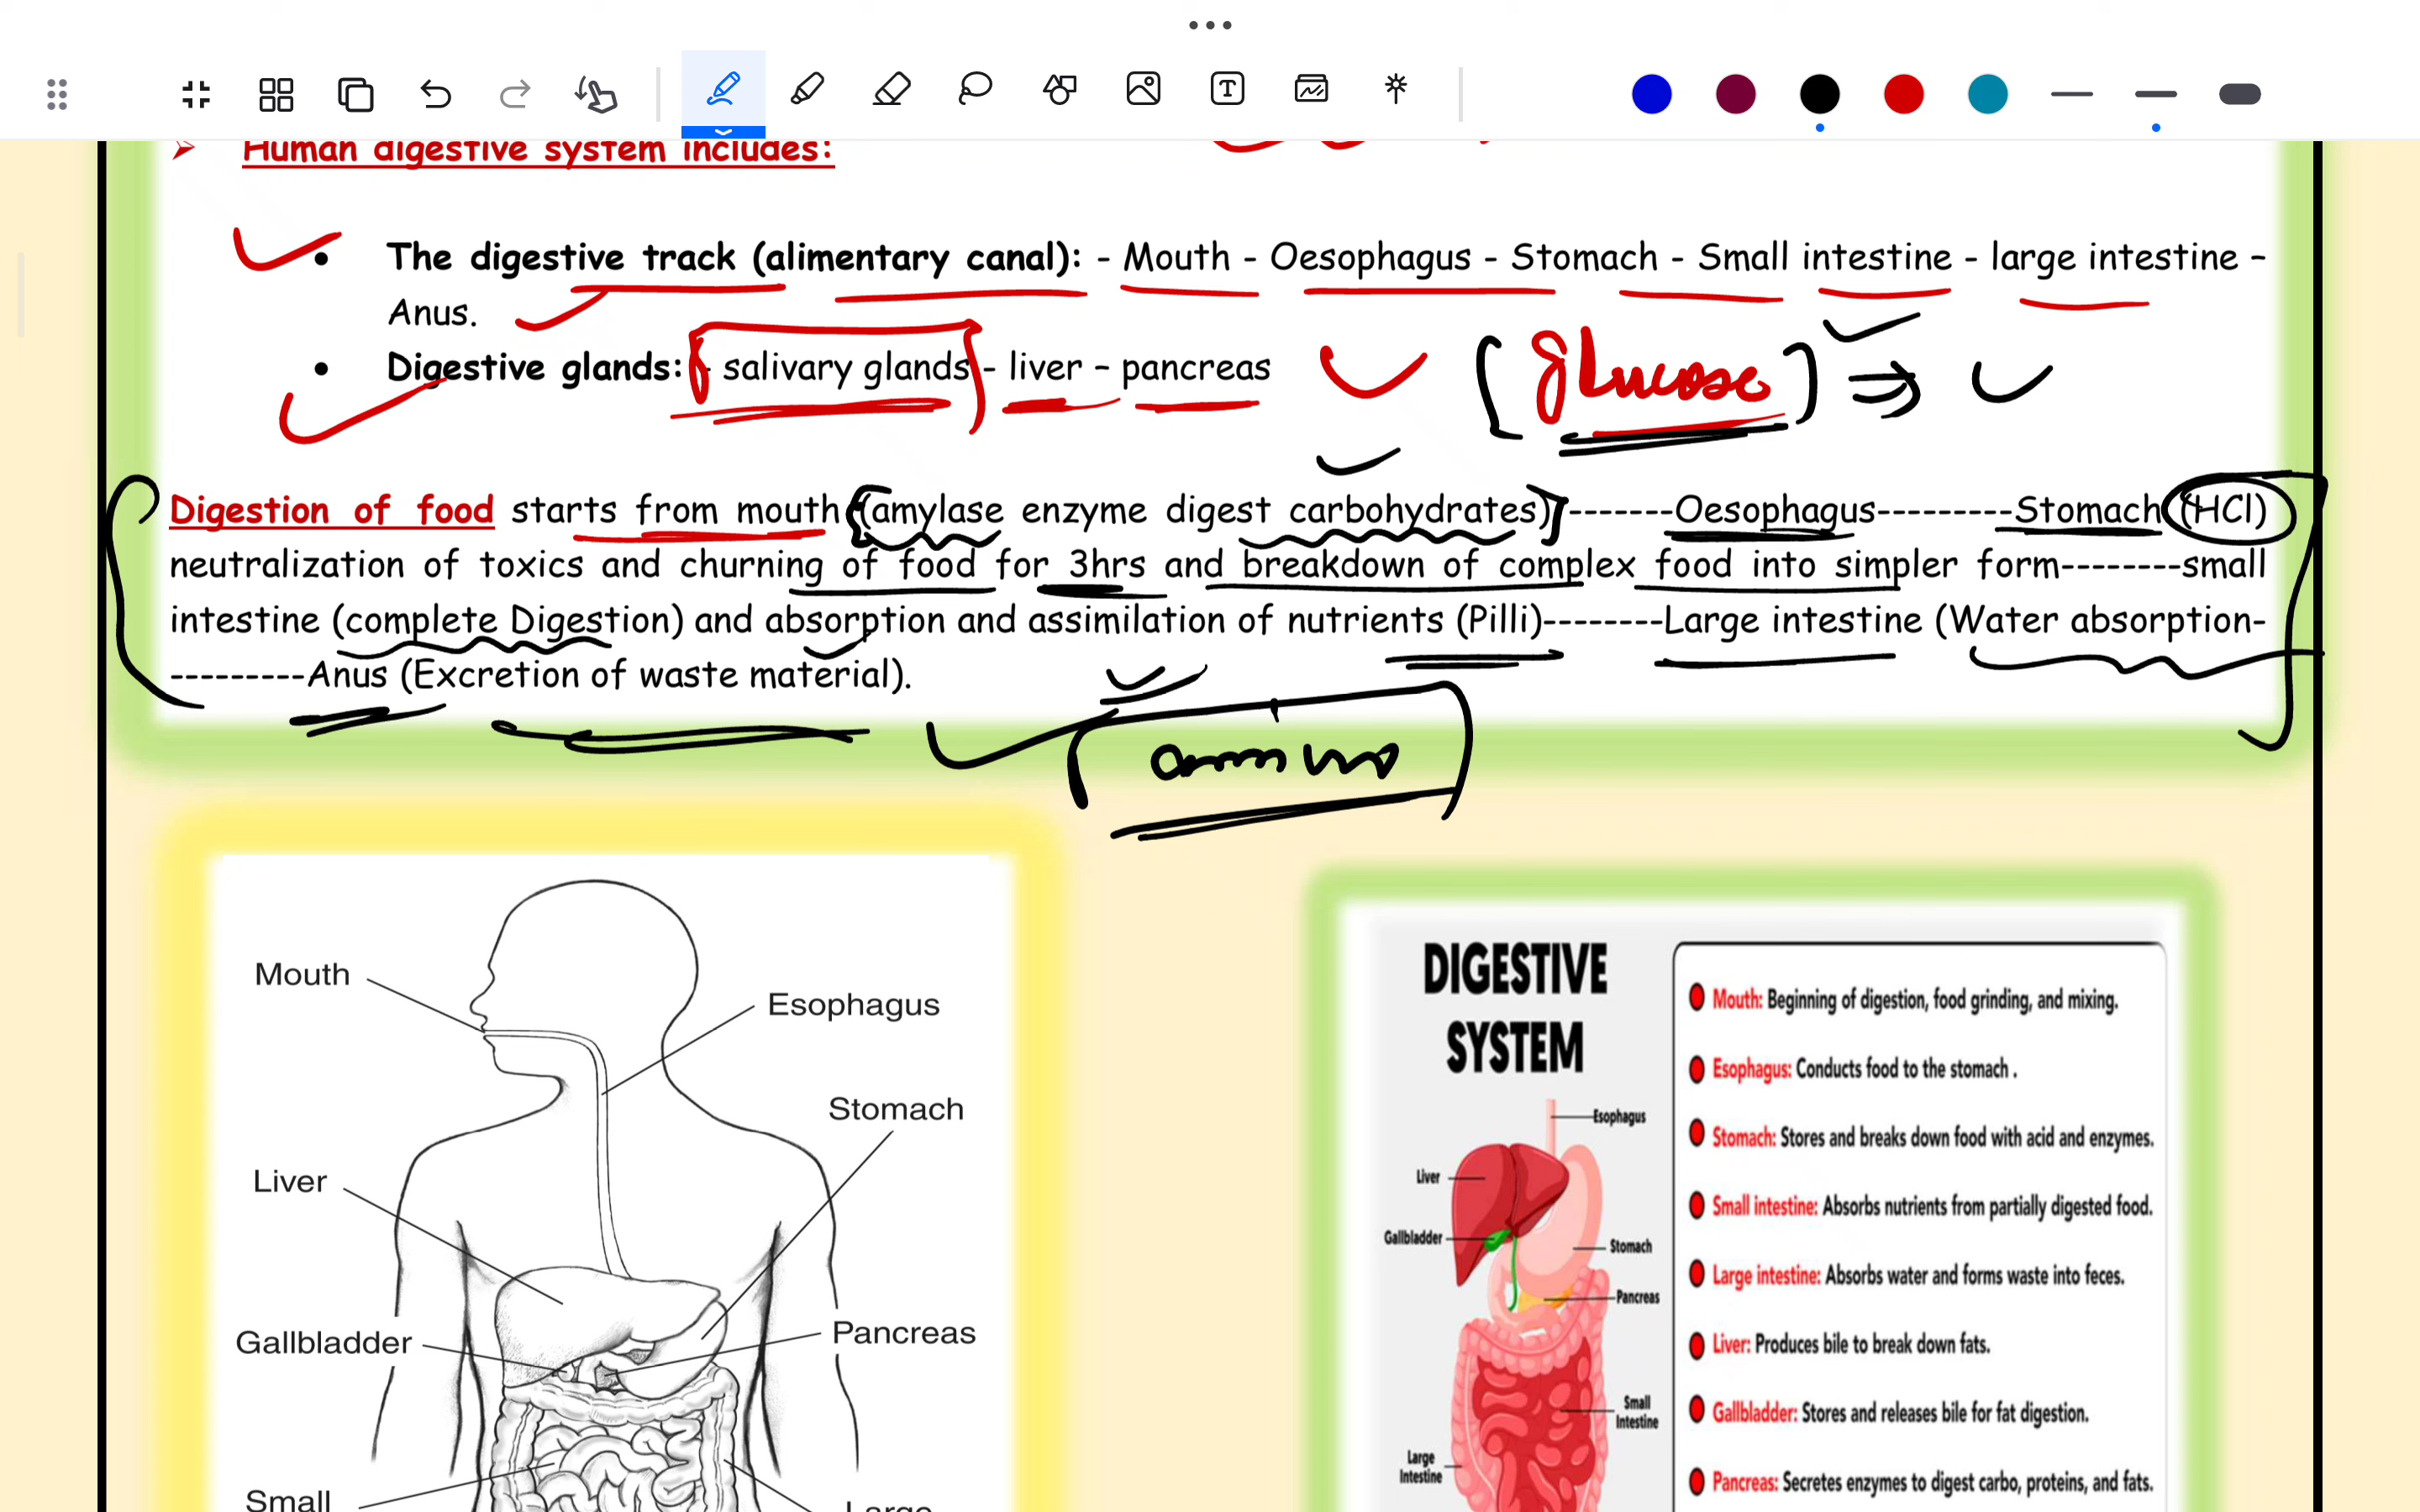 Human digestive system includes:
• The digestive track (alimentary canal): - Mouth - Oesophagus - Stomach - Small intestine - large intestine –
Anus.
• Digestive glands: - salivary glands - liver – pancreas
[glucose] ⇒
Digestion of food starts from mouth (amylase enzyme digest carbohydrates)-------Oesophagus---------Stomach (HCl)
neutralization of toxics and churning of food for 3hrs and breakdown of complex food into simpler form--------small
intestine (complete Digestion) and absorption and assimilation of nutrients (Pilli)--------Large intestine (Water absorption-
---------Anus (Excretion of waste material).
Mouth
Esophagus
Stomach
Liver
Gallbladder
Pancreas
Small
Large
DIGESTIVE
SYSTEM
Esophagus
Liver
Gallbladder
Stomach
Pancreas
Small
Intestine
Large
Intestine
Mouth: Beginning of digestion, food grinding, and mixing.
Esophagus: Conducts food to the stomach .
Stomach: Stores and breaks down food with acid and enzymes.
Small intestine: Absorbs nutrients from partially digested food.
Large intestine: Absorbs water and forms waste into feces.
Liver: Produces bile to break down fats.
Gallbladder: Stores and releases bile for fat digestion.
Pancreas: Secretes enzymes to digest carbo, proteins, and fats.